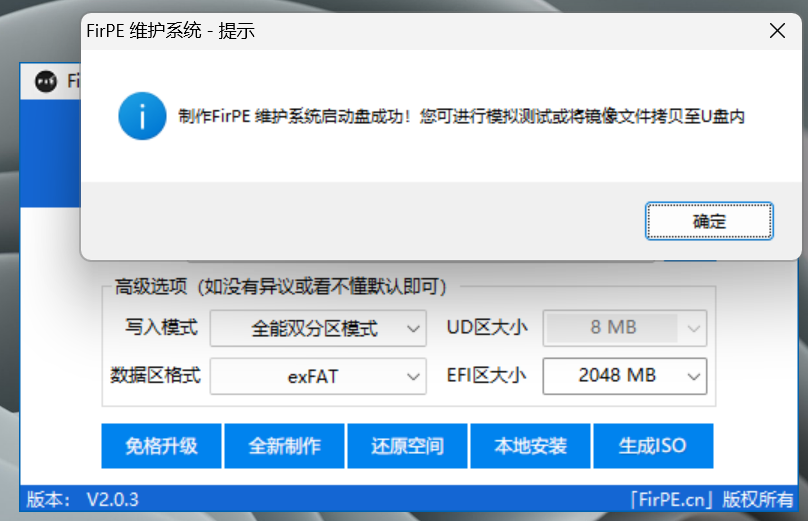 FirPE 维护系统 - 提示
制作FirPE 维护系统启动盘成功！您可进行模拟测试或将镜像文件拷贝至U盘内
确定
高级选项（如没有异议或看不懂默认即可）
写入模式 全能双分区模式 UD区大小 8 MB
数据区格式 exFAT EFI区大小 2048 MB
免格升级 全新制作 还原空间 本地安装 生成ISO
版本： V2.0.3 「FirPE.cn」版权所有